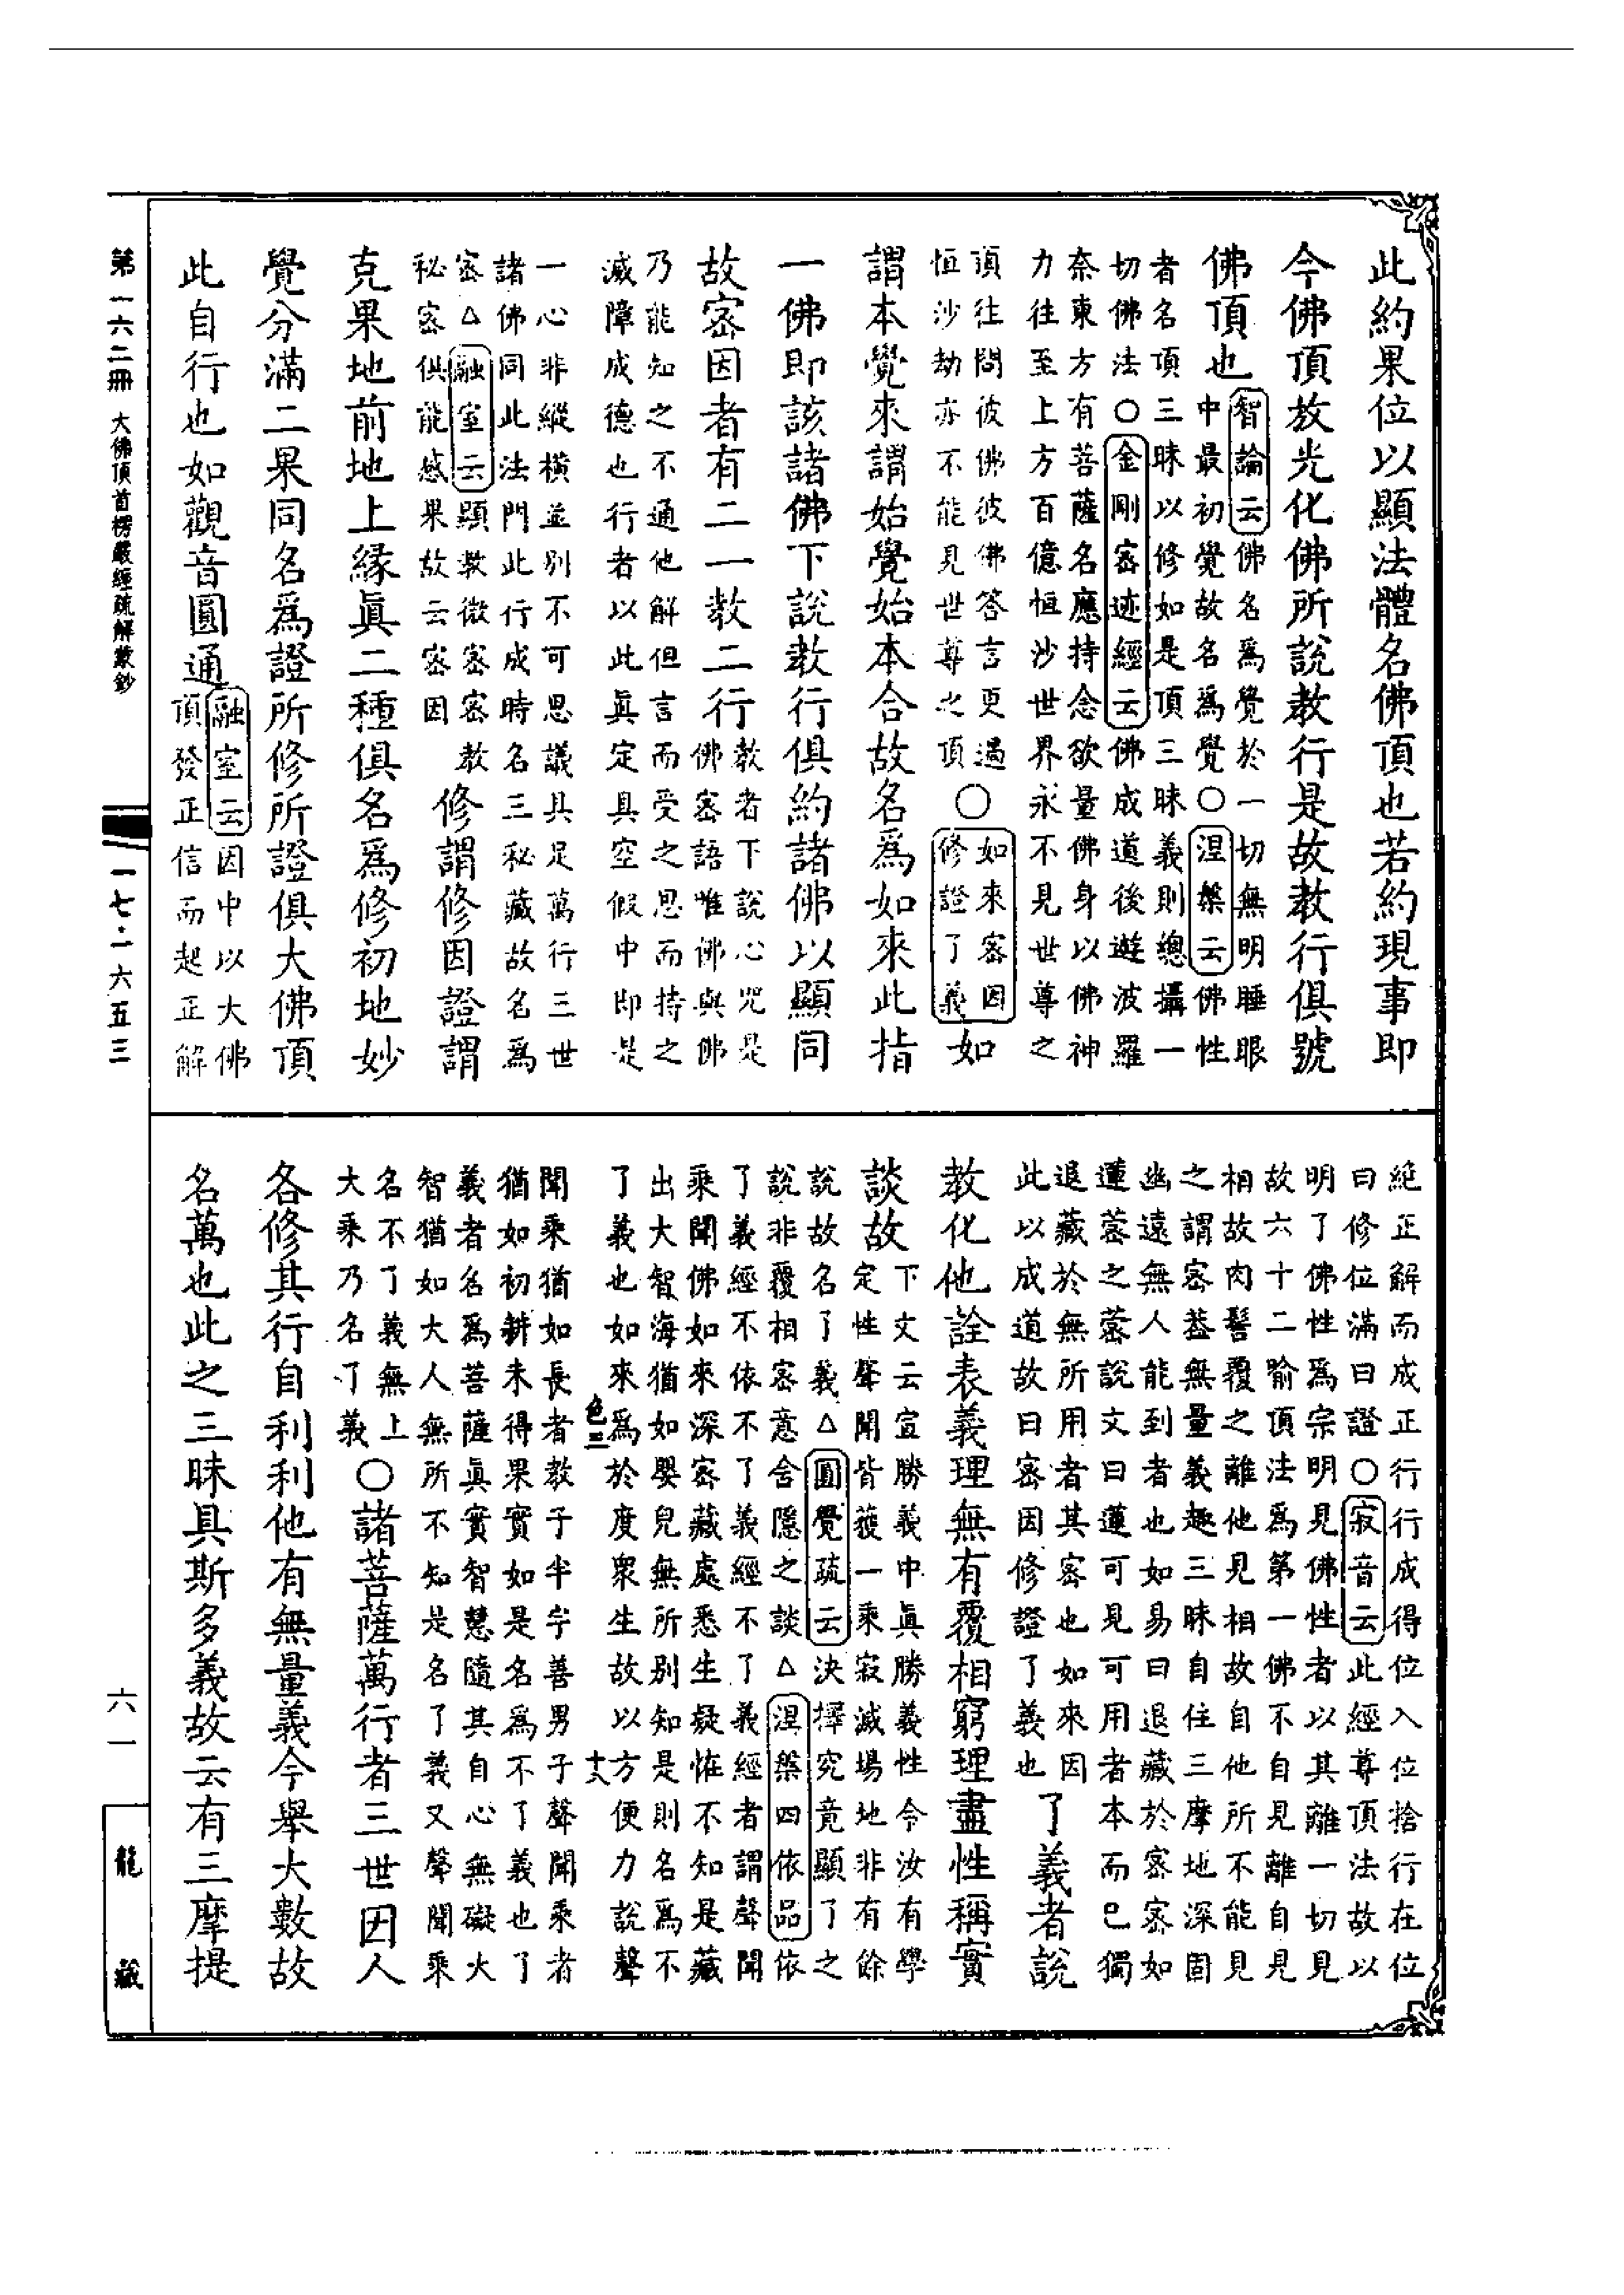 此約果位以顯法體名佛頂也若約現事即
今佛頂放光化佛所說教行是故教行俱號
佛頂也
智論云佛名爲覺於一切無明睡眼
中最初覺故名爲覺○涅槃云佛性
者名頂三昧以修如是頂三昧義則總攝一
切佛法○金剛密迹經云佛成道後遊波羅
奈東方有菩薩名應持念欲量佛身以佛神
力往至上方百億恒沙世界永不見世尊之
頂往問彼佛彼佛答言更過
恒沙劫亦不能見世尊之頂
○如來密因
修證了義如
謂本覺來謂始覺始本合故名爲如來此指
一佛即該諸佛下說教行俱約諸佛以顯同
故密因者有二一教二行
教者下說心咒是
佛密語唯佛與佛
乃能知之不通他解但言而受之思而持之
滅障成德也行者以此眞定具空假中即是
一心非縱橫並別不可思議具足萬行三世
諸佛同此法門此行成時名三秘藏故名爲
密△融室云顯教微密密教
秘密俱能感果故云密因
修謂修因證謂
克果地前地上緣眞二種俱名爲修初地妙
覺分滿二果同名爲證所修所證俱大佛頂
此自行也如觀音圓通
融室云因中以大佛
頂發正信而起正解
絕正解而成正行行成得位入位捨行在位
曰修位滿曰證○寂音云此經尊頂法故以
明了佛性爲宗明見佛性者以其離一切見
故六十二喻頂法爲第一佛不自見離自見
相故肉髻覆之離他見相故自他所不能見
之謂密葢無量義趣三昧自住三摩地深固
幽遠無人能到者也如易曰退藏於密密如
蓮菭之菭說文曰蓮可見可用者本而已獨
退藏於無所用者其密也如來因
此以成道故曰密因修證了義也
了義者說
教化他詮表義理無有覆相窮理盡性稱實
談故
下文云宣勝義中眞勝義性令汝有學
定性聲聞皆獲一乘寂滅場地非有餘
說故名了義△圓覺疏云決擇究竟顯了之
說非覆相密意含隱之談△涅槃四依品依
了義經不依不了義經不了義經者謂聲聞
乘聞佛如來深密藏處悉生疑恠不知是藏
出大智海猶如嬰兒無所別知是則名爲不
了義也如來爲於度衆生故以方便力說聲
色三
十六
聞乘猶如長者教子半字善男子聲聞乘者
猶如初耕未得果實如是名爲不了義也了
義者名爲菩薩眞實智慧隨其自心無礙大
智猶如大人無所不知是名了義又聲聞乘
名不了義無上
大乘乃名了義
○諸菩薩萬行者三世因人
各修其行自利利他有無量義今舉大數故
名萬也此之三昧具斯多義故云有三摩提
第一六二冊 大佛頂首楞嚴經疏解蒙鈔
一七·一六五三
六一
龍藏